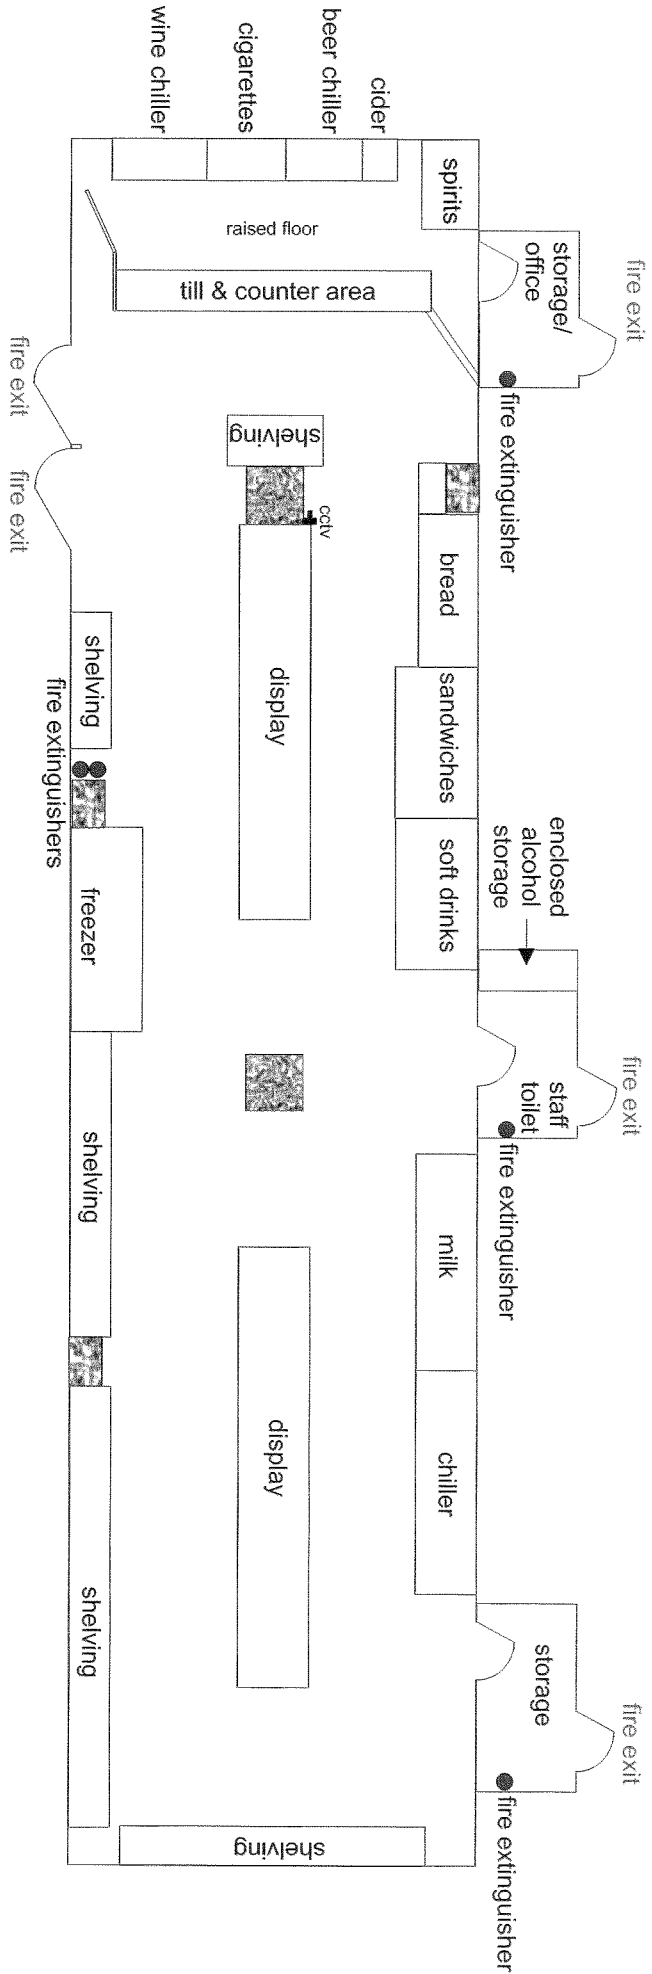 wine chiller
cigarettes
beer chiller
cider
spirits
raised floor
till & counter area
storage/
office
fire exit
fire extinguisher
fire exit
fire exit
shelving
cctv
bread
display
shelving
fire extinguishers
sandwiches
soft drinks
enclosed
alcohol
storage
freezer
staff
toilet
fire exit
fire extinguisher
shelving
milk
display
chiller
shelving
storage
fire exit
fire extinguisher
shelving